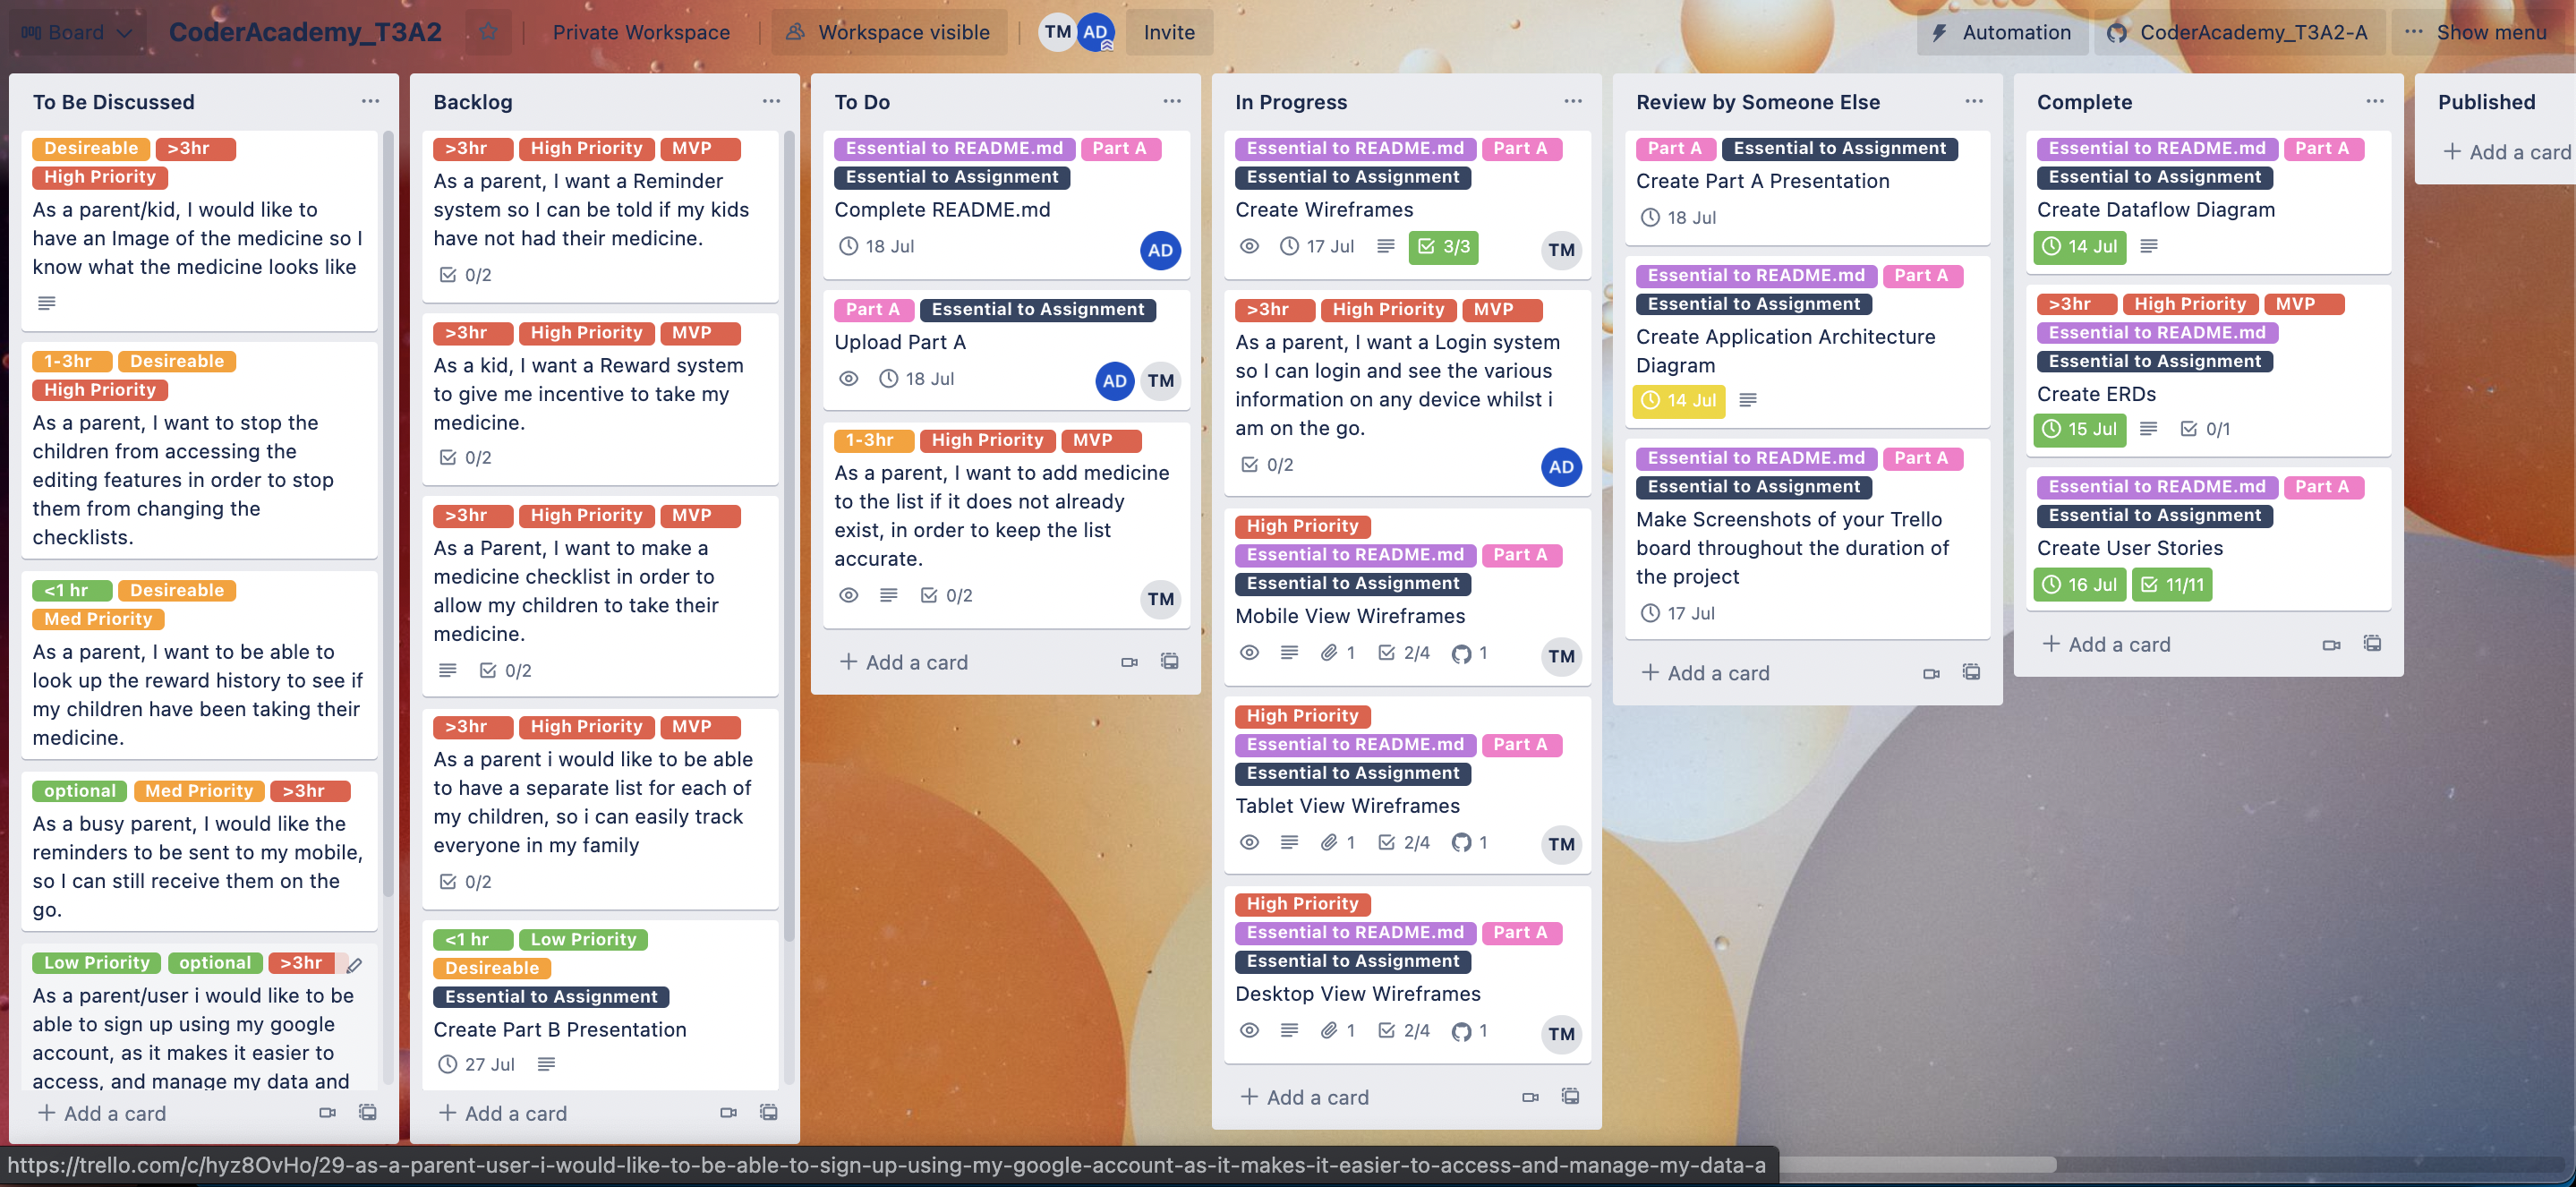 Board
CoderAcademy_T3A2
Private Workspace
Workspace visible
TM AD
Invite
Automation
CoderAcademy_T3A2-A
Show menu
To Be Discussed
Desireable >3hr
High Priority
As a parent/kid, I would like to
have an Image of the medicine so I
know what the medicine looks like
1-3hr Desireable
High Priority
As a parent, I want to stop the
children from accessing the
editing features in order to stop
them from changing the
checklists.
<1 hr Desireable
Med Priority
As a parent, I want to be able to
look up the reward history to see if
my children have been taking their
medicine.
optional Med Priority >3hr
As a busy parent, I would like the
reminders to be sent to my mobile,
so I can still receive them on the
go.
Low Priority optional >3hr
As a parent/user i would like to be
able to sign up using my google
account, as it makes it easier to
access, and manage my data and
+ Add a card
Backlog
>3hr High Priority MVP
As a parent, I want a Reminder
system so I can be told if my kids
have not had their medicine.
0/2
>3hr High Priority MVP
As a kid, I want a Reward system
to give me incentive to take my
medicine.
0/2
>3hr High Priority MVP
As a Parent, I want to make a
medicine checklist in order to
allow my children to take their
medicine.
0/2
>3hr High Priority MVP
As a parent i would like to be able
to have a separate list for each of
my children, so i can easily track
everyone in my family
0/2
<1 hr Low Priority
Desireable
Essential to Assignment
Create Part B Presentation
27 Jul
+ Add a card
To Do
Essential to README.md Part A
Essential to Assignment
Complete README.md
18 Jul AD
Part A Essential to Assignment
Upload Part A
18 Jul AD TM
1-3hr High Priority MVP
As a parent, I want to add medicine
to the list if it does not already
exist, in order to keep the list
accurate.
0/2 TM
+ Add a card
In Progress
Essential to README.md Part A
Essential to Assignment
Create Wireframes
17 Jul 3/3 TM
>3hr High Priority MVP
As a parent, I want a Login system
so I can login and see the various
information on any device whilst i
am on the go.
0/2 AD
High Priority
Essential to README.md Part A
Essential to Assignment
Mobile View Wireframes
1 2/4 1 TM
High Priority
Essential to README.md Part A
Essential to Assignment
Tablet View Wireframes
1 2/4 1 TM
High Priority
Essential to README.md Part A
Essential to Assignment
Desktop View Wireframes
1 2/4 1 TM
+ Add a card
Review by Someone Else
Part A Essential to Assignment
Create Part A Presentation
18 Jul
Essential to README.md Part A
Essential to Assignment
Create Application Architecture
Diagram
14 Jul
Essential to README.md Part A
Essential to Assignment
Make Screenshots of your Trello
board throughout the duration of
the project
17 Jul
+ Add a card
Complete
Essential to README.md Part A
Essential to Assignment
Create Dataflow Diagram
14 Jul
>3hr High Priority MVP
Essential to README.md
Essential to Assignment
Create ERDs
15 Jul 0/1
Essential to README.md Part A
Essential to Assignment
Create User Stories
16 Jul 11/11
+ Add a card
Published
+ Add a card
https://trello.com/c/hyz8OvHo/29-as-a-parent-user-i-would-like-to-be-able-to-sign-up-using-my-google-account-as-it-makes-it-easier-to-access-and-manage-my-data-a